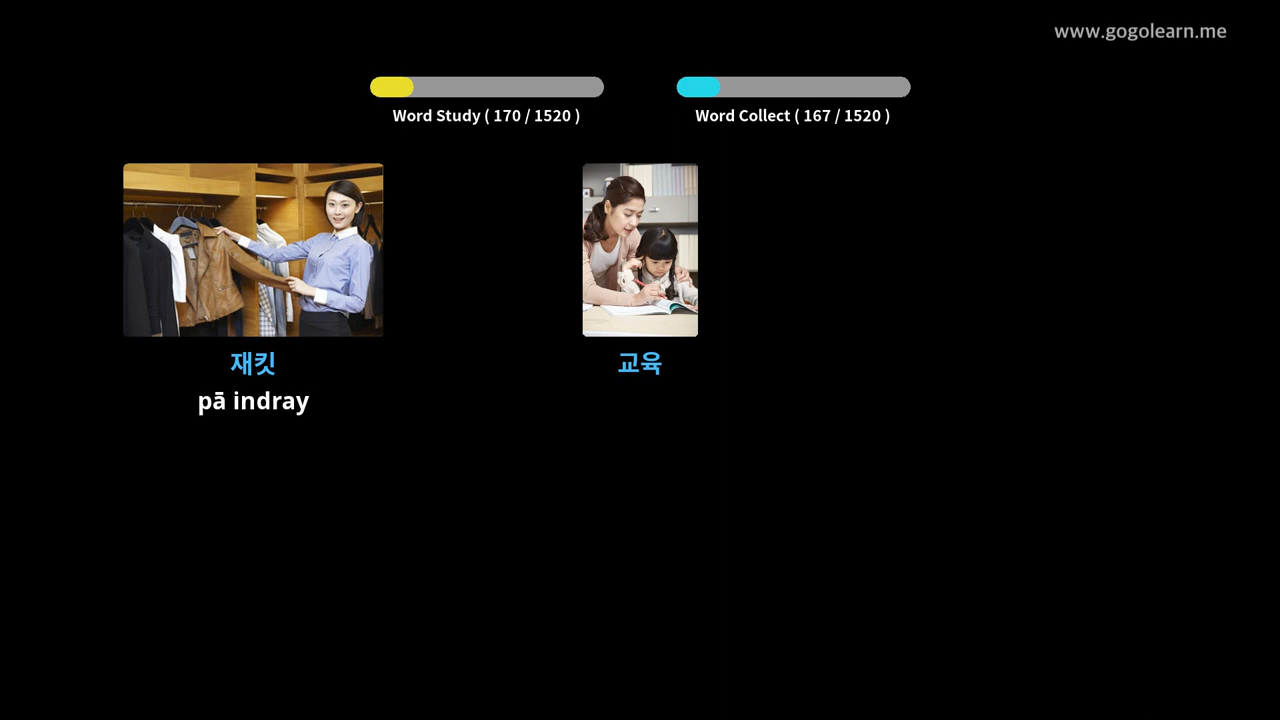 www.gogolearn.me
Word Study ( 170 / 1520 )
Word Collect ( 167 / 1520 )
재킷
pā indray
교육